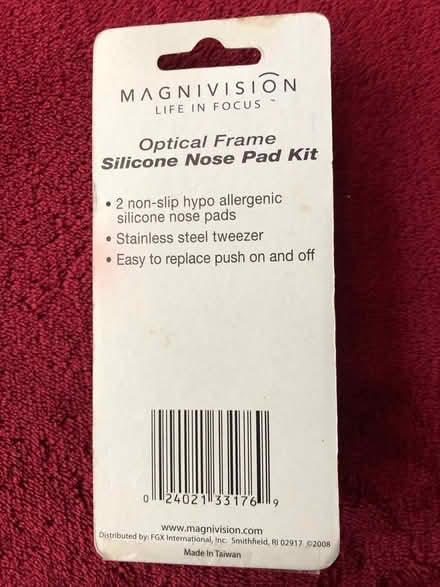 MAGNIVISION
LIFE IN FOCUS ™
Optical Frame
Silicone Nose Pad Kit
• 2 non-slip hypo allergenic
silicone nose pads
• Stainless steel tweezer
• Easy to replace push on and off
0 24021 33176 9
www.magnivision.com
Distributed by: FGX International, Inc. Smithfield, RI 02917 ©2008
Made In Taiwan